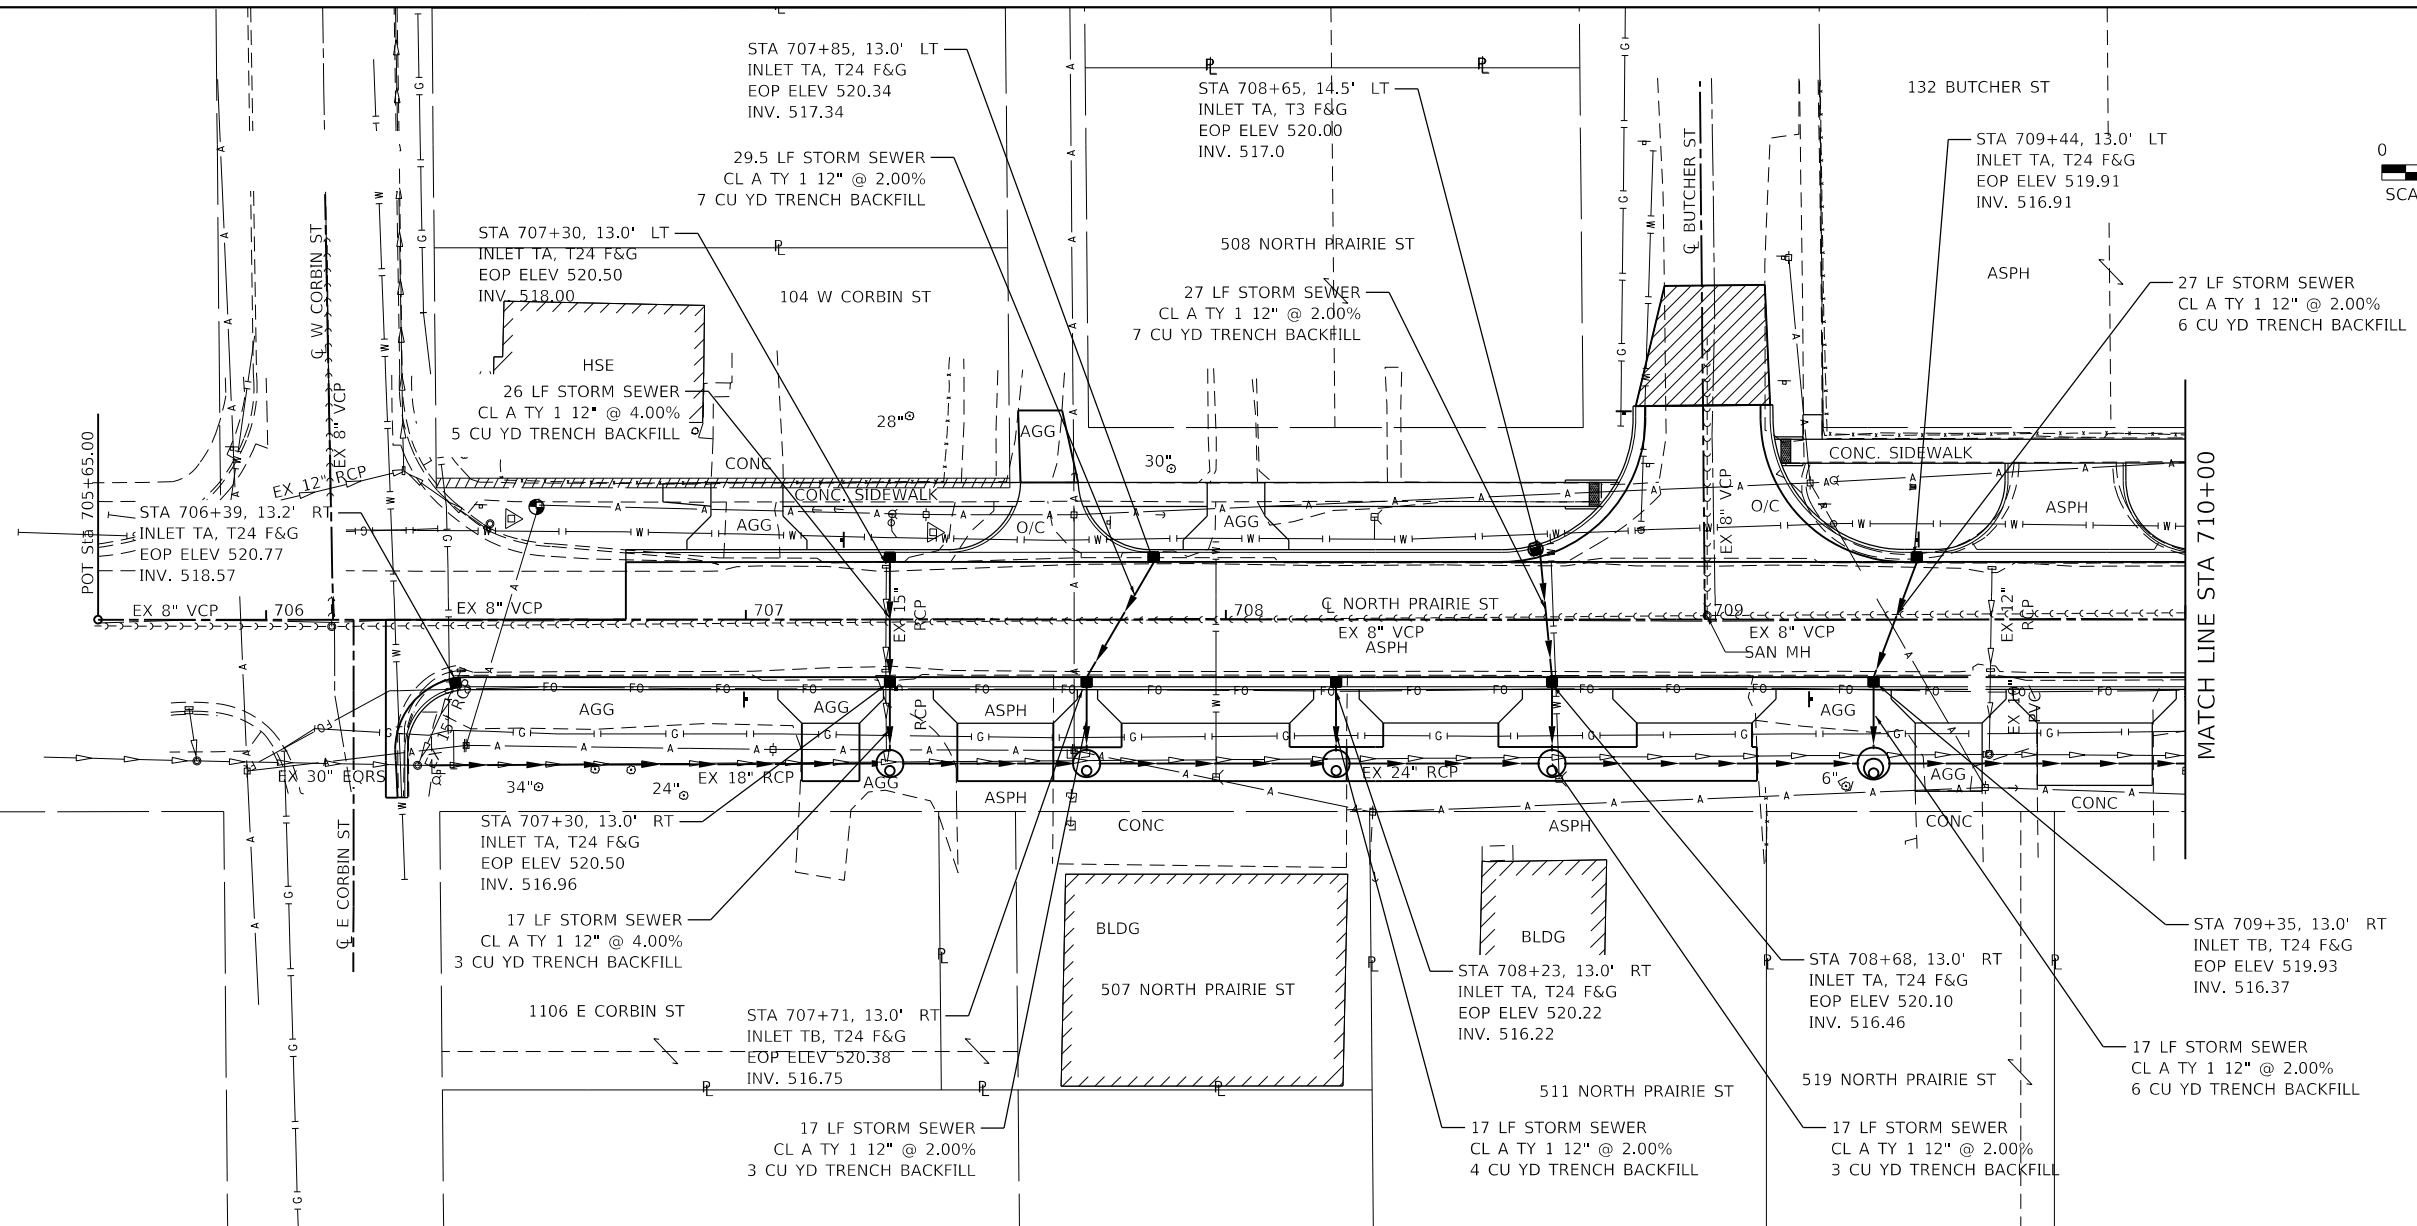 STA 707+85, 13.0' LT
INLET TA, T24 F&G
EOP ELEV 520.34
INV. 517.34
29.5 LF STORM SEWER
CL A TY 1 12" @ 2.00%
7 CU YD TRENCH BACKFILL
STA 707+30, 13.0' LT
INLET TA, T24 F&G
EOP ELEV 520.50
INV. 518.00
104 W CORBIN ST
HSE
26 LF STORM SEWER
CL A TY 1 12" @ 4.00%
5 CU YD TRENCH BACKFILL
STA 708+65, 14.5' LT
INLET TA, T3 F&G
EOP ELEV 520.00
INV. 517.0
508 NORTH PRAIRIE ST
27 LF STORM SEWER
CL A TY 1 12" @ 2.00%
7 CU YD TRENCH BACKFILL
132 BUTCHER ST
STA 709+44, 13.0' LT
INLET TA, T24 F&G
EOP ELEV 519.91
INV. 516.91
ASPH
27 LF STORM SEWER
CL A TY 1 12" @ 2.00%
6 CU YD TRENCH BACKFILL
0
SCA
℄ W CORBIN ST
EX 8" VCP
℄ BUTCHER ST
EX 8" VCP
28"
30"
AGG
CONC
CONC. SIDEWALK
AGG
O/C
AGG
O/C
CONC. SIDEWALK
ASPH
EX 12" RCP
POT Sta 705+65.00
STA 706+39, 13.2' RT
INLET TA, T24 F&G
EOP ELEV 520.77
INV. 518.57
EX 8" VCP
706
EX 8" VCP
707
EX 15"
RCP
708
℄ NORTH PRAIRIE ST
EX 8" VCP
ASPH
709
EX 8" VCP
SAN MH
EX 12"
RCP
MATCH LINE STA 710+00
EX 15" RCP
AGG
AGG
RCP
ASPH
AGG
EX 10"
PVC
EX 30" EQRS
34"
24"
EX 18" RCP
AGG
ASPH
EX 24" RCP
6"
AGG
CONC
CONC
ASPH
CONC
℄ E CORBIN ST
STA 707+30, 13.0' RT
INLET TA, T24 F&G
EOP ELEV 520.50
INV. 516.96
17 LF STORM SEWER
CL A TY 1 12" @ 4.00%
3 CU YD TRENCH BACKFILL
1106 E CORBIN ST
STA 707+71, 13.0' RT
INLET TB, T24 F&G
EOP ELEV 520.38
INV. 516.75
17 LF STORM SEWER
CL A TY 1 12" @ 2.00%
3 CU YD TRENCH BACKFILL
BLDG
507 NORTH PRAIRIE ST
BLDG
STA 708+23, 13.0' RT
INLET TA, T24 F&G
EOP ELEV 520.22
INV. 516.22
511 NORTH PRAIRIE ST
17 LF STORM SEWER
CL A TY 1 12" @ 2.00%
4 CU YD TRENCH BACKFILL
STA 708+68, 13.0' RT
INLET TA, T24 F&G
EOP ELEV 520.10
INV. 516.46
519 NORTH PRAIRIE ST
17 LF STORM SEWER
CL A TY 1 12" @ 2.00%
3 CU YD TRENCH BACKFILL
STA 709+35, 13.0' RT
INLET TB, T24 F&G
EOP ELEV 519.93
INV. 516.37
17 LF STORM SEWER
CL A TY 1 12" @ 2.00%
6 CU YD TRENCH BACKFILL